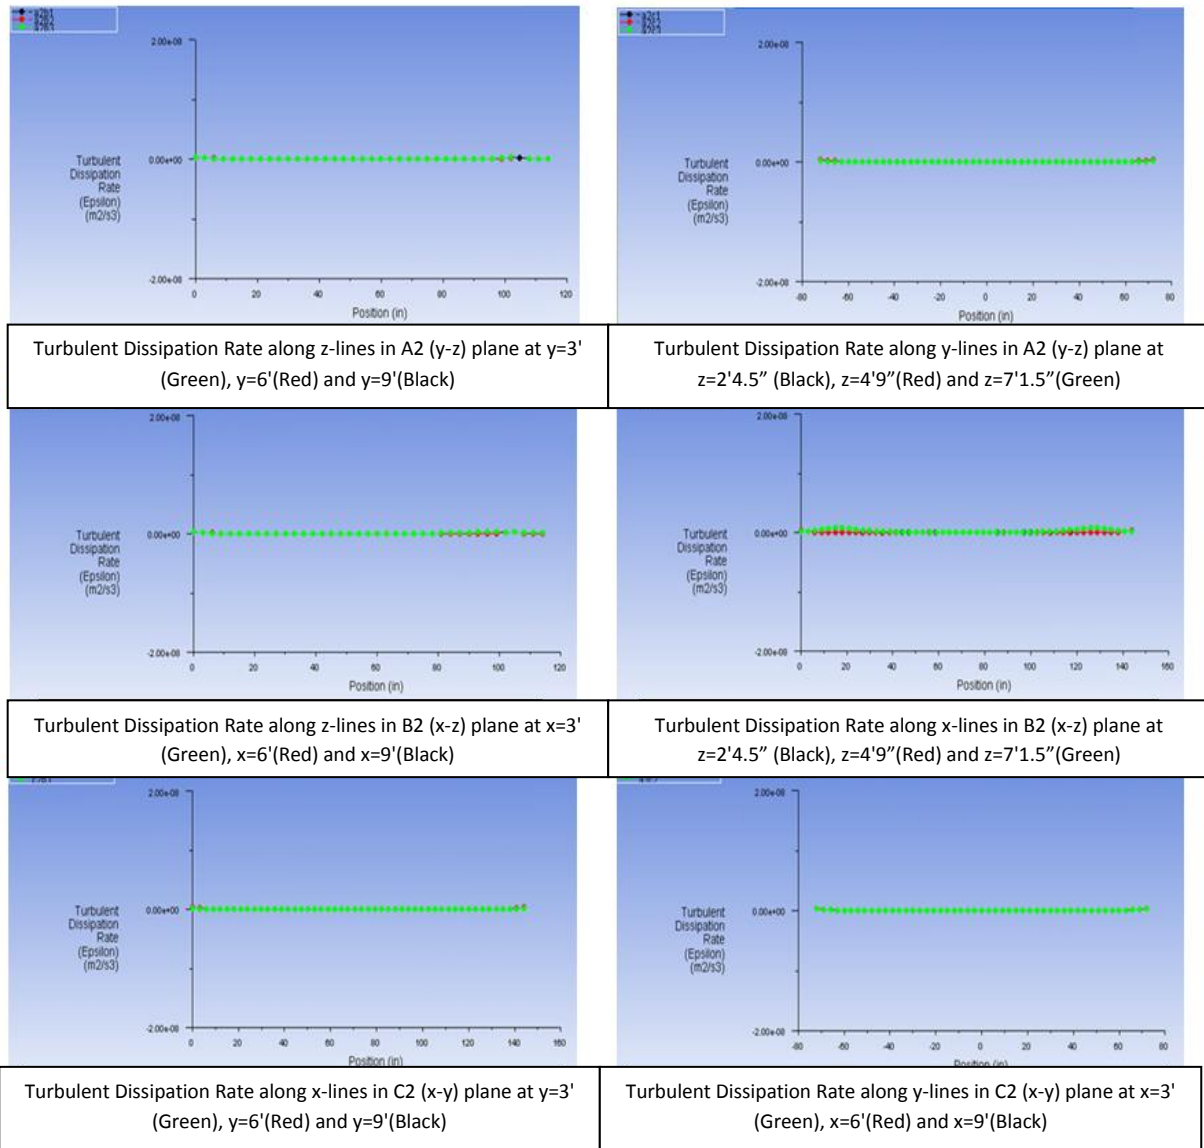 a2b1
a2b2
a2b3
2.00e-08
Turbulent
Dissipation
Rate
(Epsilon)
(m2/s3)
0.00e+00
-2.00e-08
0 20 40 60 80 100 120
Position (in)
a2c1
a2c2
a2c3
2.00e-08
Turbulent
Dissipation
Rate
(Epsilon)
(m2/s3)
0.00e+00
-2.00e-08
-80 -60 -40 -20 0 20 40 60 80
Position (in)
Turbulent Dissipation Rate along z-lines in A2 (y-z) plane at y=3'
(Green), y=6'(Red) and y=9'(Black)
Turbulent Dissipation Rate along y-lines in A2 (y-z) plane at
z=2'4.5” (Black), z=4'9”(Red) and z=7'1.5”(Green)
2.00e-08
Turbulent
Dissipation
Rate
(Epsilon)
(m2/s3)
0.00e+00
-2.00e-08
0 20 40 60 80 100 120
Position (in)
2.00e-08
Turbulent
Dissipation
Rate
(Epsilon)
(m2/s3)
0.00e+00
-2.00e-08
0 20 40 60 80 100 120 140 160
Position (in)
Turbulent Dissipation Rate along z-lines in B2 (x-z) plane at x=3'
(Green), x=6'(Red) and x=9'(Black)
Turbulent Dissipation Rate along x-lines in B2 (x-z) plane at
z=2'4.5” (Black), z=4'9”(Red) and z=7'1.5”(Green)
2.00e-08
Turbulent
Dissipation
Rate
(Epsilon)
(m2/s3)
0.00e+00
-2.00e-08
0 20 40 60 80 100 120 140 160
Position (in)
2.00e-08
Turbulent
Dissipation
Rate
(Epsilon)
(m2/s3)
0.00e+00
-2.00e-08
-80 -60 -40 -20 0 20 40 60 80
Position (in)
Turbulent Dissipation Rate along x-lines in C2 (x-y) plane at y=3'
(Green), y=6'(Red) and y=9'(Black)
Turbulent Dissipation Rate along y-lines in C2 (x-y) plane at x=3'
(Green), x=6'(Red) and x=9'(Black)